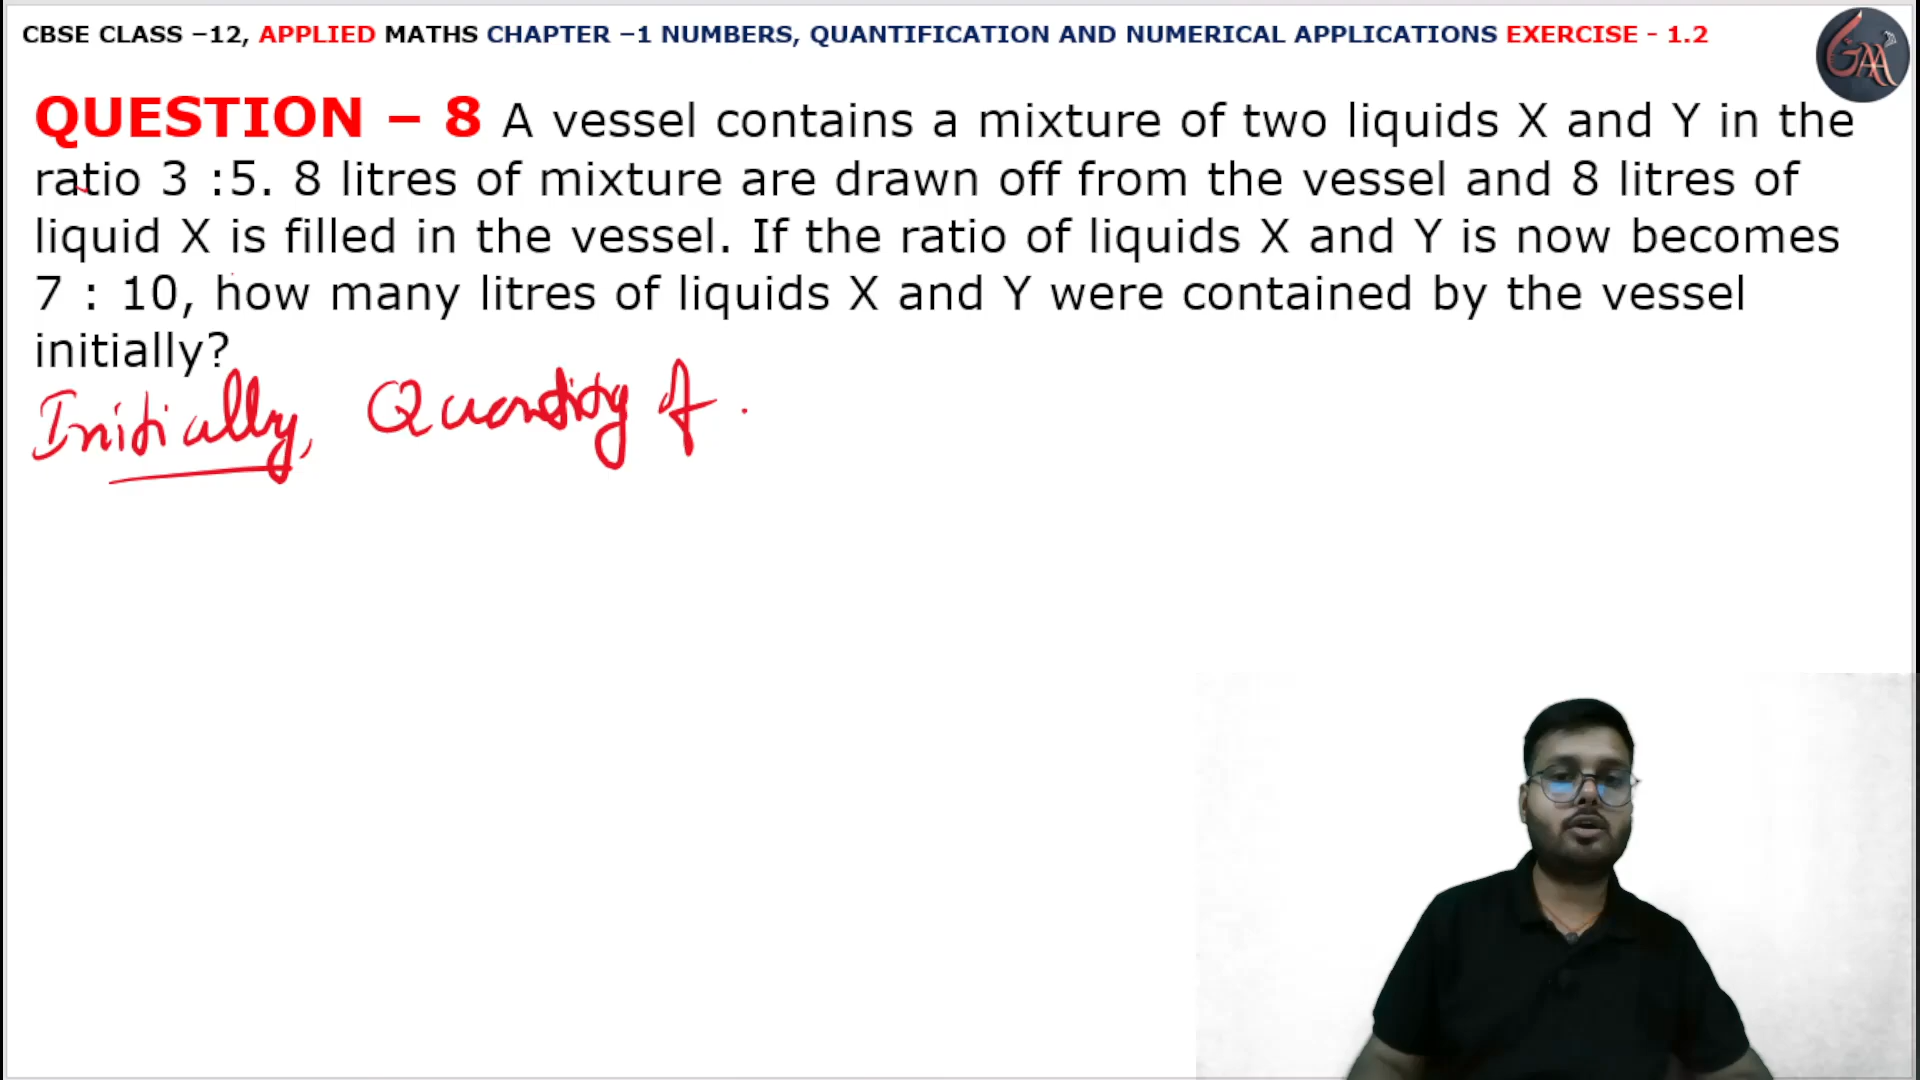 CBSE CLASS –12, APPLIED MATHS CHAPTER –1 NUMBERS, QUANTIFICATION AND NUMERICAL APPLICATIONS EXERCISE - 1.2
QUESTION – 8 A vessel contains a mixture of two liquids X and Y in the
ratio 3 :5. 8 litres of mixture are drawn off from the vessel and 8 litres of
liquid X is filled in the vessel. If the ratio of liquids X and Y is now becomes
7 : 10, how many litres of liquids X and Y were contained by the vessel
initially?
Initially, Quantity of